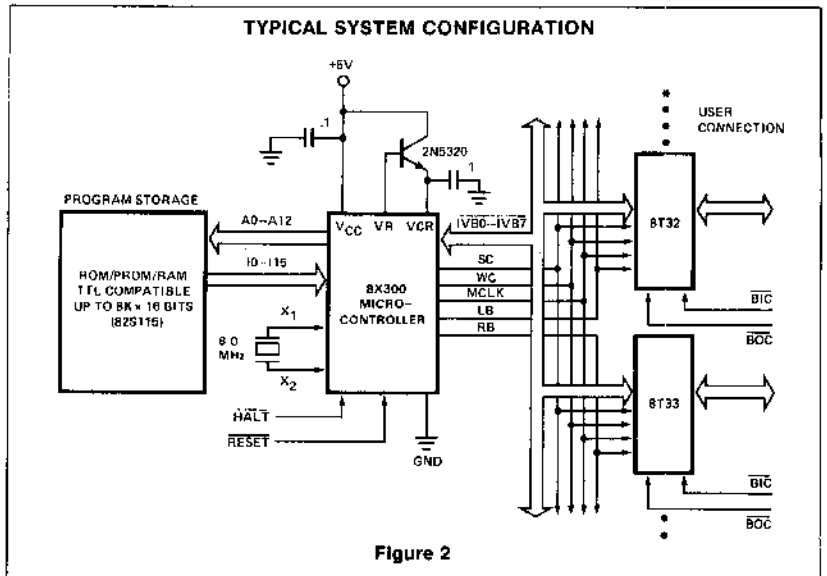 TYPICAL SYSTEM CONFIGURATION
+5V
.1
2N5320
.1
USER
CONNECTION
PROGRAM STORAGE
ROM/PROM/RAM
TTL COMPATIBLE
UP TO 8K × 16 BITS
(82S115)
A0–A12
I0–I15
VCC VR VCR
8X300
MICRO-
CONTROLLER
IVB0–IVB7
SC
WC
MCLK
LB
RB
X1
8.0
MHz
X2
HALT
RESET
GND
8T32
BIC
BOC
8T33
BIC
BOC
Figure 2